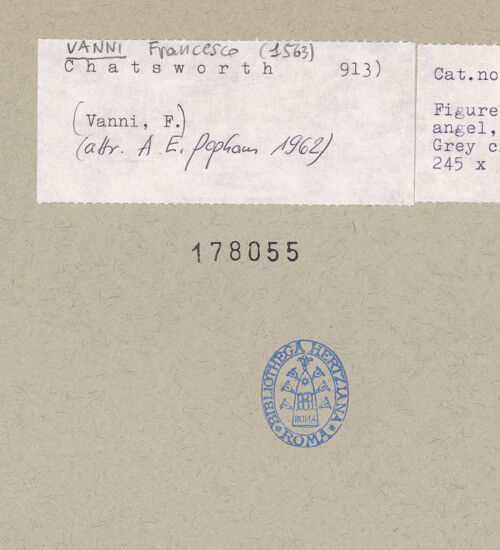 VANNI Francesco (1563)
Chatsworth 913)
(Vanni, F.)
(attr. A. E. Popham 1962)
Cat.no
Figure
angel,
Grey c
245 x
178055
BIBLIOTHECA HERTZIANA
ROMA
* ROMA *